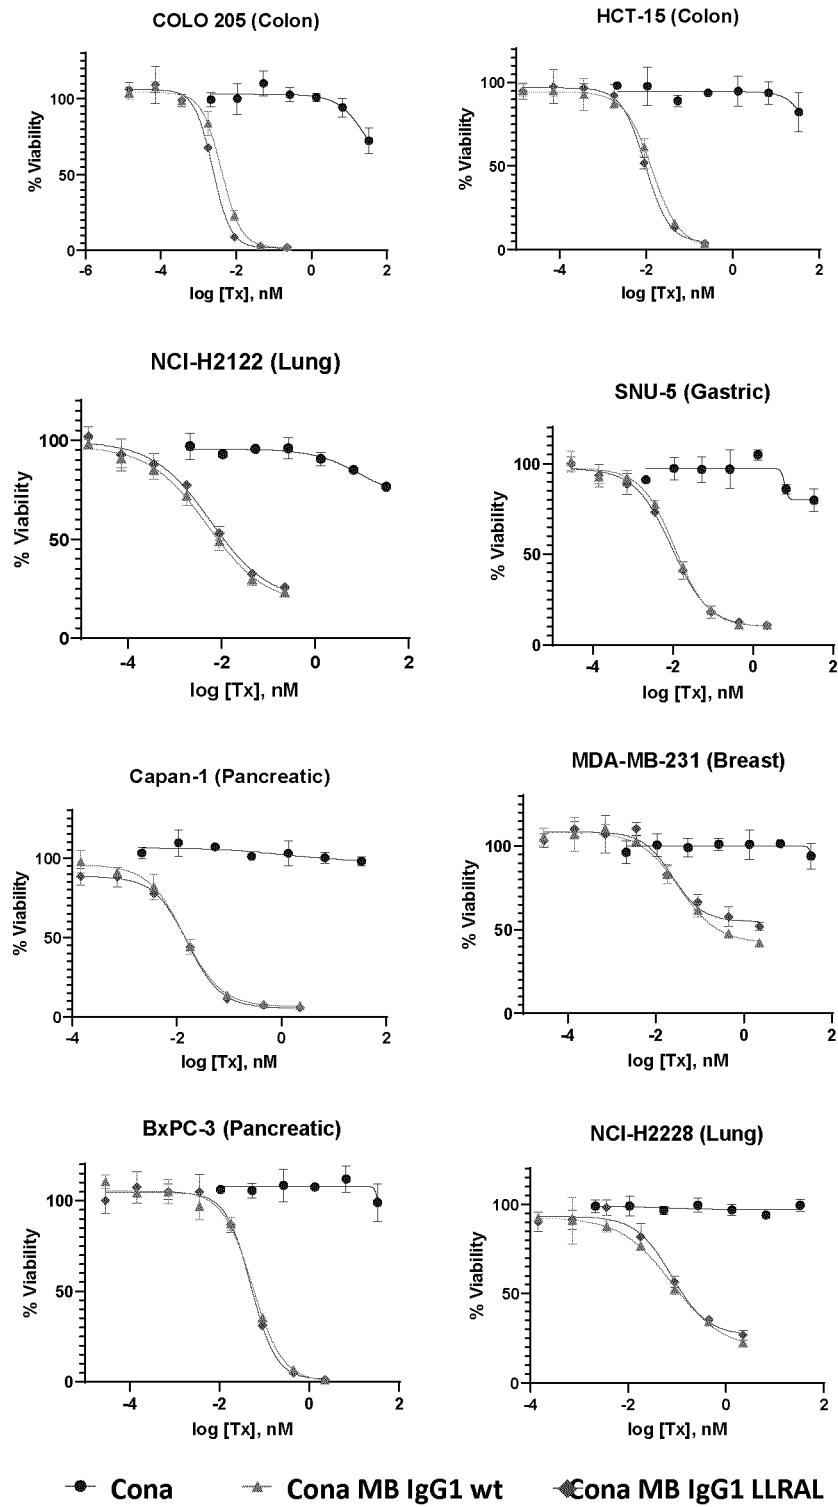 COLO 205 (Colon)
% Viability
100
50
0
-6 -4 -2 0 2
log [Tx], nM
HCT-15 (Colon)
% Viability
100
50
0
-4 -2 0 2
log [Tx], nM
NCI-H2122 (Lung)
% Viability
100
50
0
-4 -2 0 2
log [Tx], nM
SNU-5 (Gastric)
% Viability
100
50
0
-4 -2 0 2
log [Tx], nM
Capan-1 (Pancreatic)
% Viability
100
50
0
-4 -2 0 2
log [Tx], nM
MDA-MB-231 (Breast)
% Viability
100
50
0
-4 -2 0 2
log [Tx], nM
BxPC-3 (Pancreatic)
% Viability
100
50
0
-4 -2 0 2
log [Tx], nM
NCI-H2228 (Lung)
% Viability
100
50
0
-4 -2 0 2
log [Tx], nM
Cona Cona MB IgG1 wt Cona MB IgG1 LLRAL